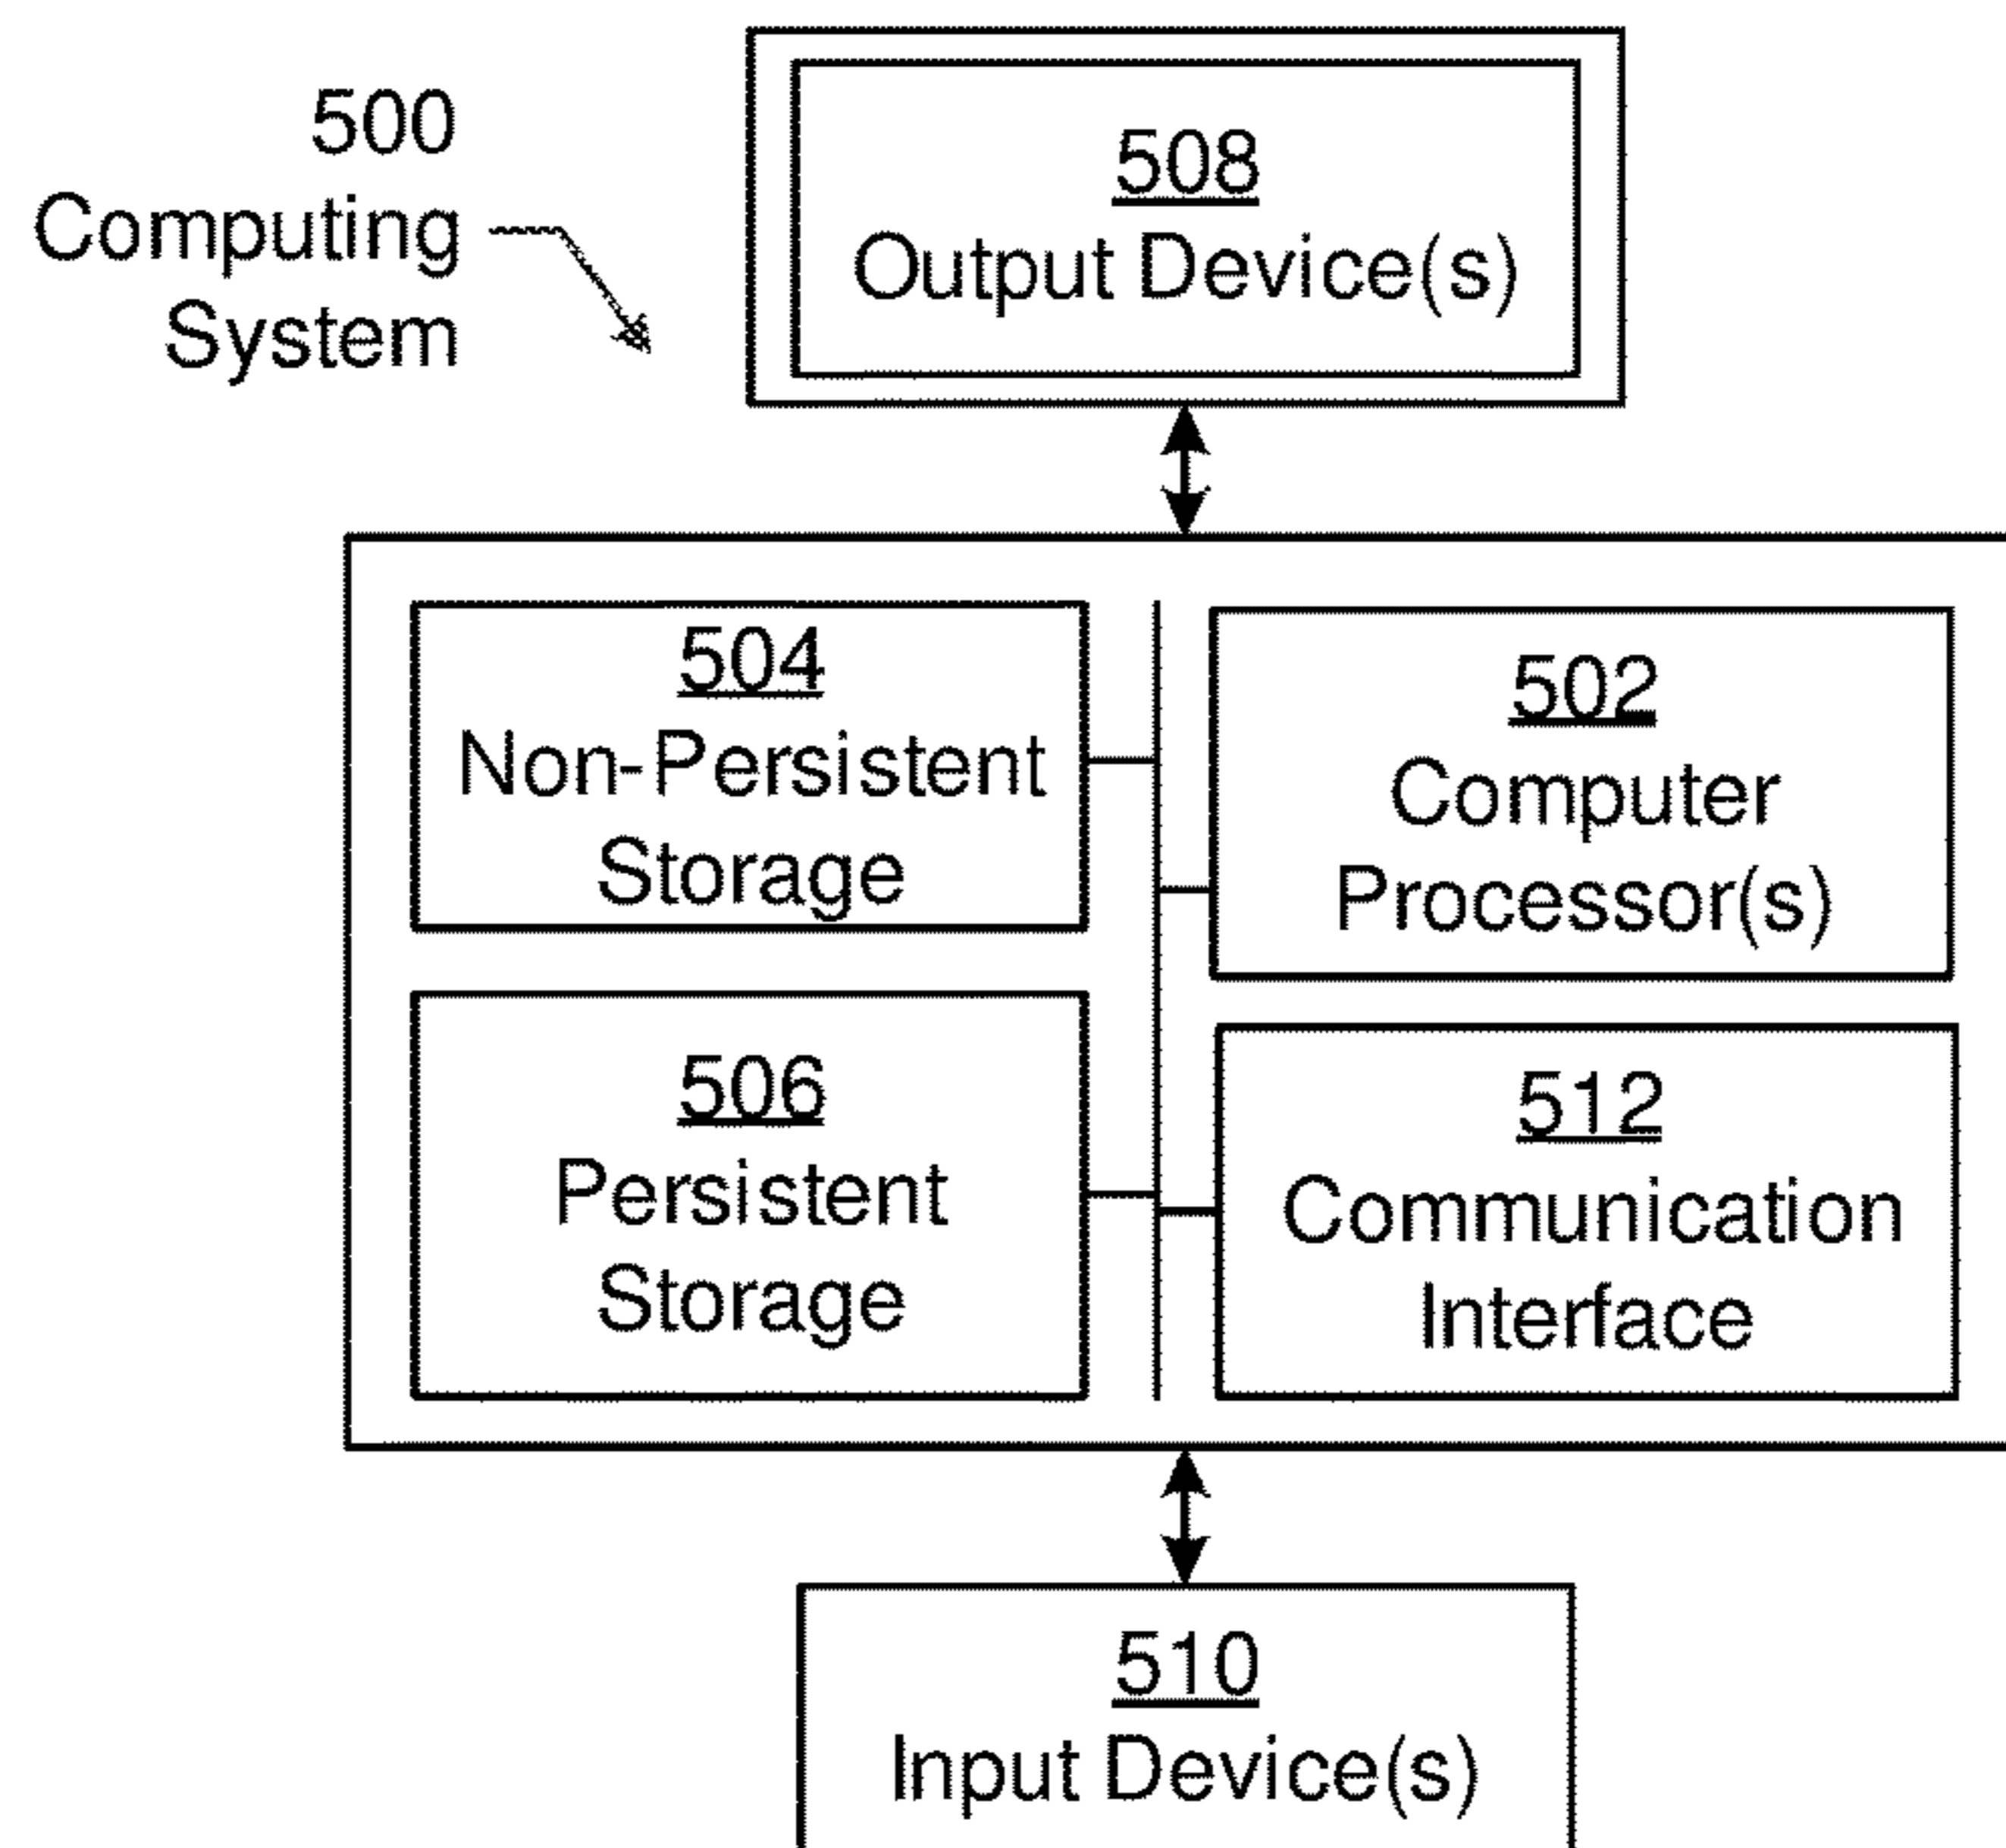 500
Computing
System
508
Output Device(s)
504
Non-Persistent
Storage
502
Computer
Processor(s)
506
Persistent
Storage
512
Communication
Interface
510
Input Device(s)